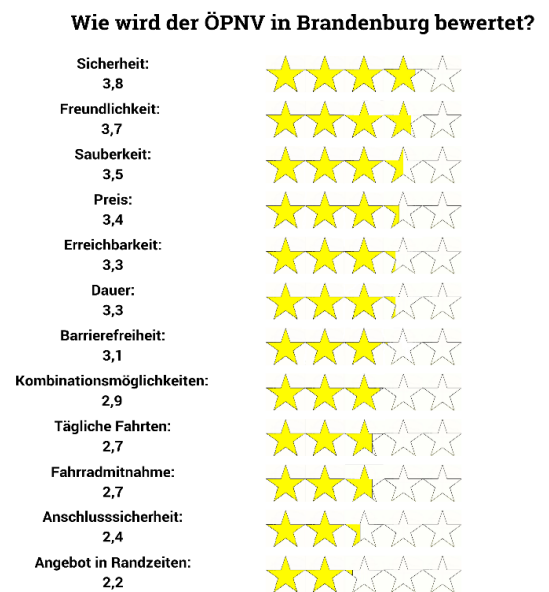 Wie wird der ÖPNV in Brandenburg bewertet?
Sicherheit:
3,8
Freundlichkeit:
3,7
Sauberkeit:
3,5
Preis:
3,4
Erreichbarkeit:
3,3
Dauer:
3,3
Barrierefreiheit:
3,1
Kombinationsmöglichkeiten:
2,9
Tägliche Fahrten:
2,7
Fahrradmitnahme:
2,7
Anschlusssicherheit:
2,4
Angebot in Randzeiten:
2,2